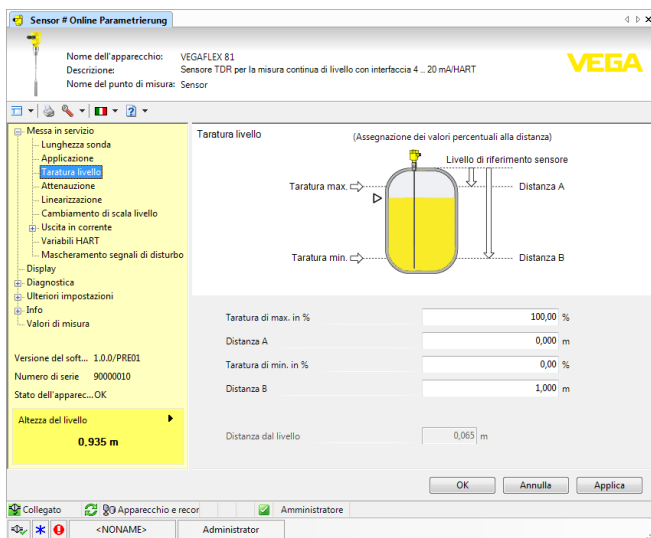 Sensor # Online Parametrierung
Nome dell'apparecchio: VEGAFLEX 81
Descrizione: Sensore TDR per la misura continua di livello con interfaccia 4 .. 20 mA/HART
Nome del punto di misura: Sensor
VEGA
Messa in servizio
Lunghezza sonda
Applicazione
Taratura livello
Attenuazione
Linearizzazione
Cambiamento di scala livello
Uscita in corrente
Variabili HART
Mascheramento segnali di disturbo
Display
Diagnostica
Ulteriori impostazioni
Info
Valori di misura
Versione del soft... 1.0.0/PRE01
Numero di serie 90000010
Stato dell'apparec...OK
Altezza del livello
0,935 m
Taratura livello
(Assegnazione dei valori percentuali alla distanza)
Livello di riferimento sensore
Taratura max.
Distanza A
Taratura min.
Distanza B
Taratura di max. in % 100,00 %
Distanza A 0,000 m
Taratura di min. in % 0,00 %
Distanza B 1,000 m
Distanza dal livello 0,065 m
OK Annulla Applica
Collegato Apparecchio e recor Amministratore
<NONAME> Administrator